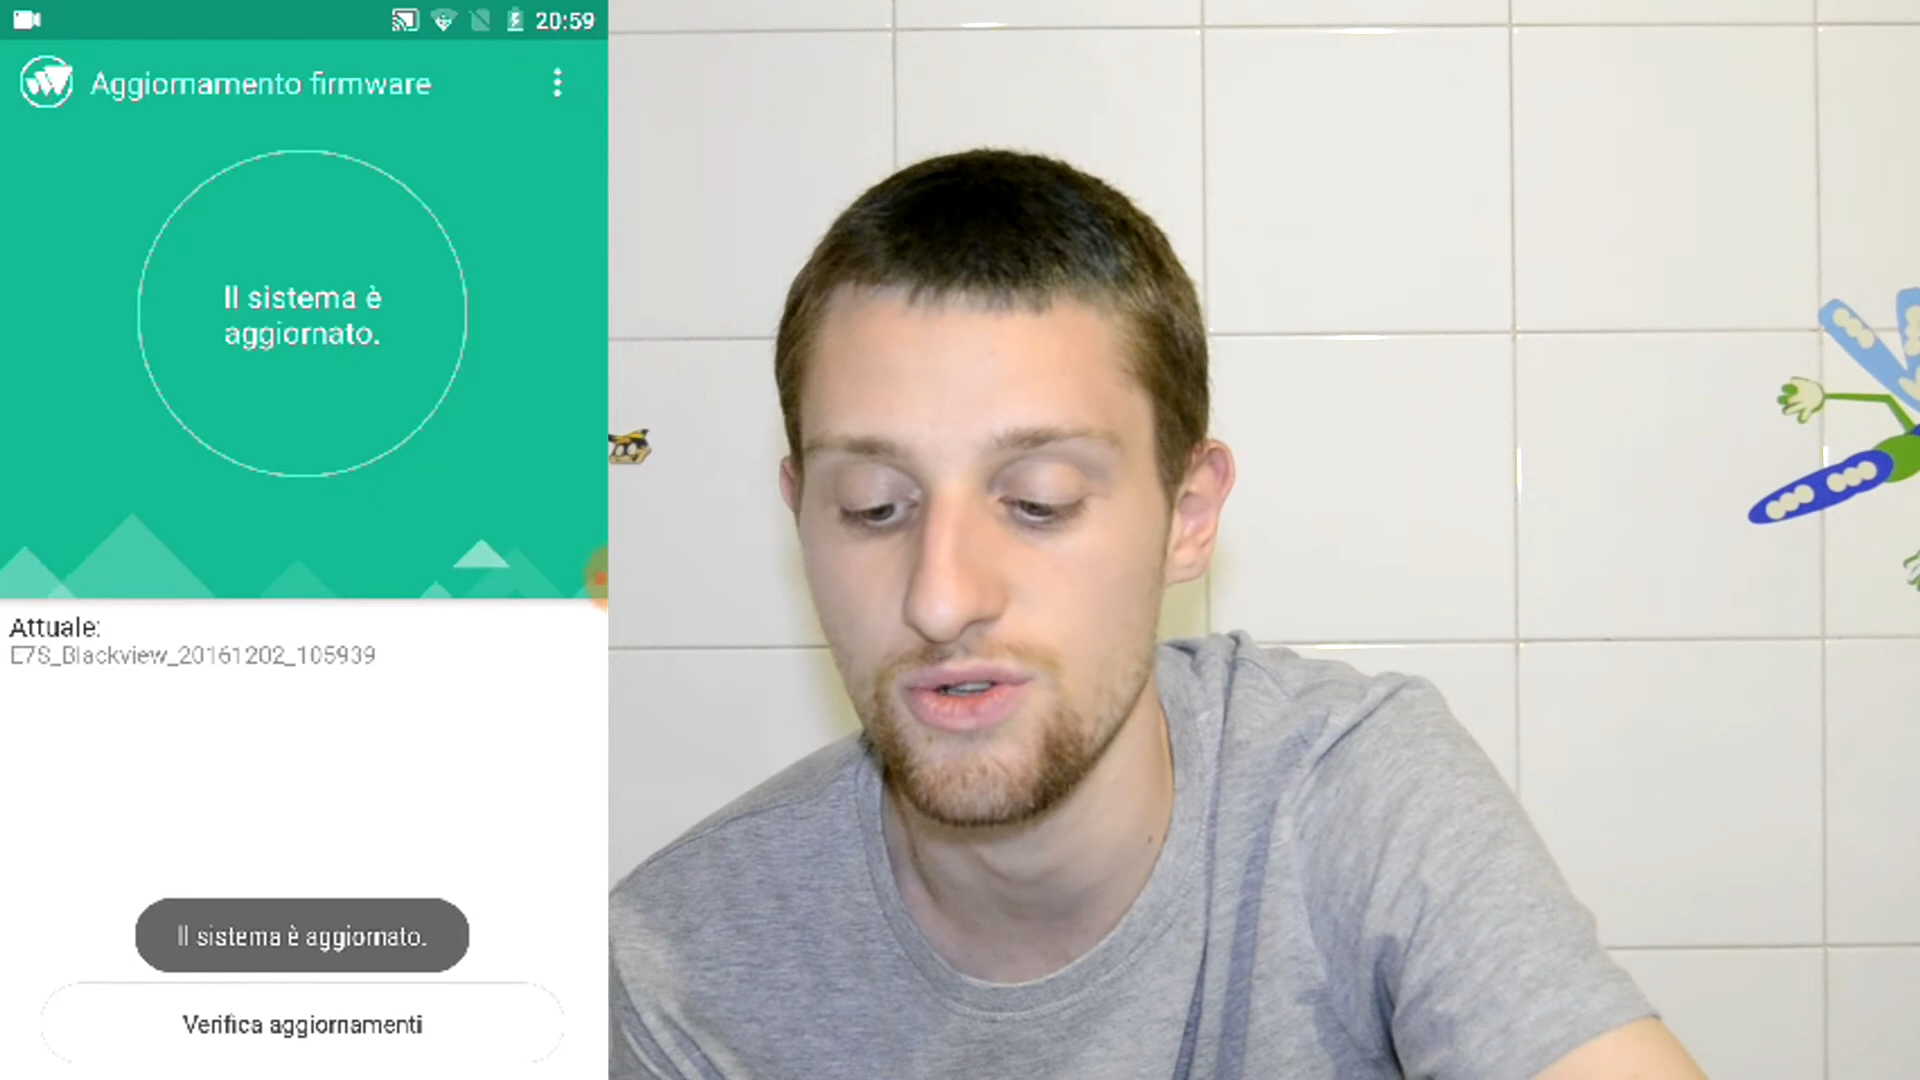 20:59
Aggiornamento firmware
Il sistema è
aggiornato.
Attuale:
E7S_Blackview_20161202_105939
Il sistema è aggiornato.
Verifica aggiornamenti